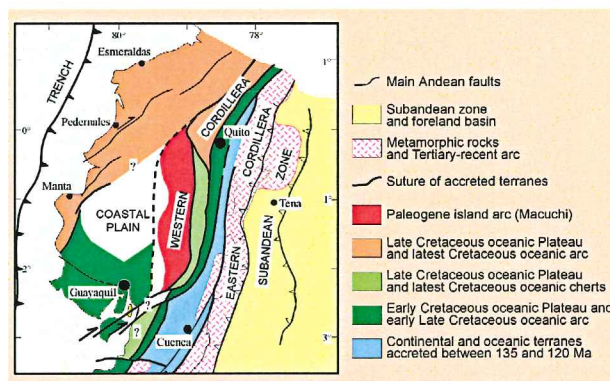 80°
78°
Esmeraldas
1°
TRENCH
CORDILLERA
Pedernales
Quito
0°
0°
CORDILLERA
?
ZONE
Manta
WESTERN
Tena
COASTAL
PLAIN
1°
EASTERN
SUBANDEAN
2°
Guayaquil
?
?
Cuenca
3°
Main Andean faults
Subandean zone
and foreland basin
Metamorphic rocks
and Tertiary-recent arc
Suture of accreted terranes
Paleogene island arc (Macuchi)
Late Cretaceous oceanic Plateau
and latest Cretaceous oceanic arc
Late Cretaceous oceanic Plateau
and latest Cretaceous oceanic cherts
Early Cretaceous oceanic Plateau and
early Late Cretaceous oceanic arc
Continental and oceanic terranes
accreted between 135 and 120 Ma